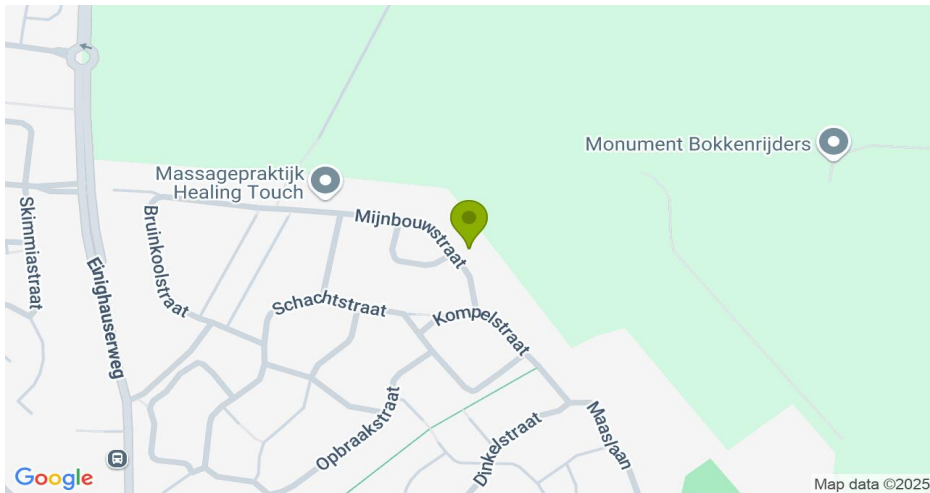 Monument Bokkenrijders
Massagepraktijk
Healing Touch
Mijnbouwstraat
Skimmiastraat
Bruinkoolstraat
Einighauserweg
Schachtstraat
Kompelstraat
Opbraakstraat
Dinkelstraat
Maaslaan
Google
Map data ©2025